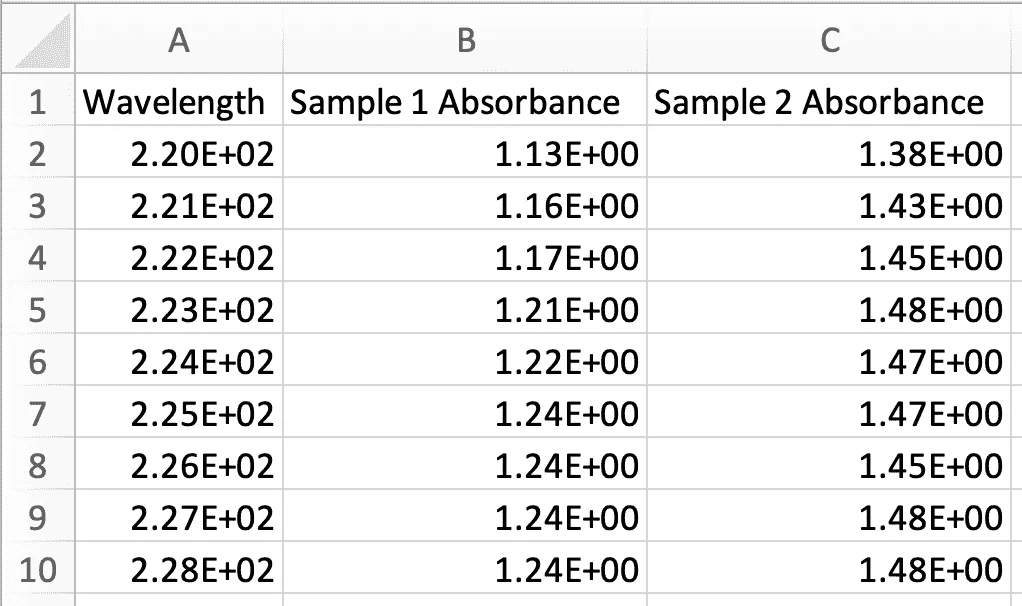 A B C
1 Wavelength Sample 1 Absorbance Sample 2 Absorbance
2 2.20E+02 1.13E+00 1.38E+00
3 2.21E+02 1.16E+00 1.43E+00
4 2.22E+02 1.17E+00 1.45E+00
5 2.23E+02 1.21E+00 1.48E+00
6 2.24E+02 1.22E+00 1.47E+00
7 2.25E+02 1.24E+00 1.47E+00
8 2.26E+02 1.24E+00 1.45E+00
9 2.27E+02 1.24E+00 1.48E+00
10 2.28E+02 1.24E+00 1.48E+00